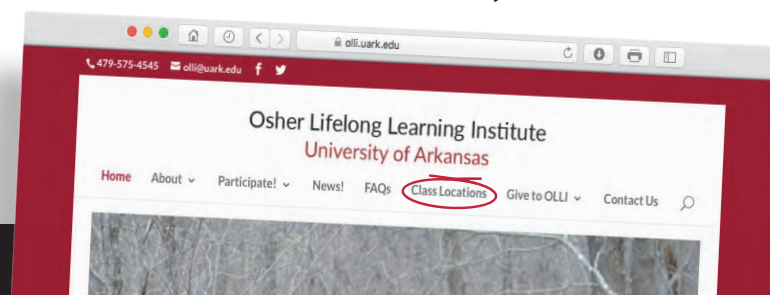 olli.uark.edu
479-575-4545 olli@uark.edu
Osher Lifelong Learning Institute
University of Arkansas
Home About Participate! News! FAQs Class Locations Give to OLLI Contact Us